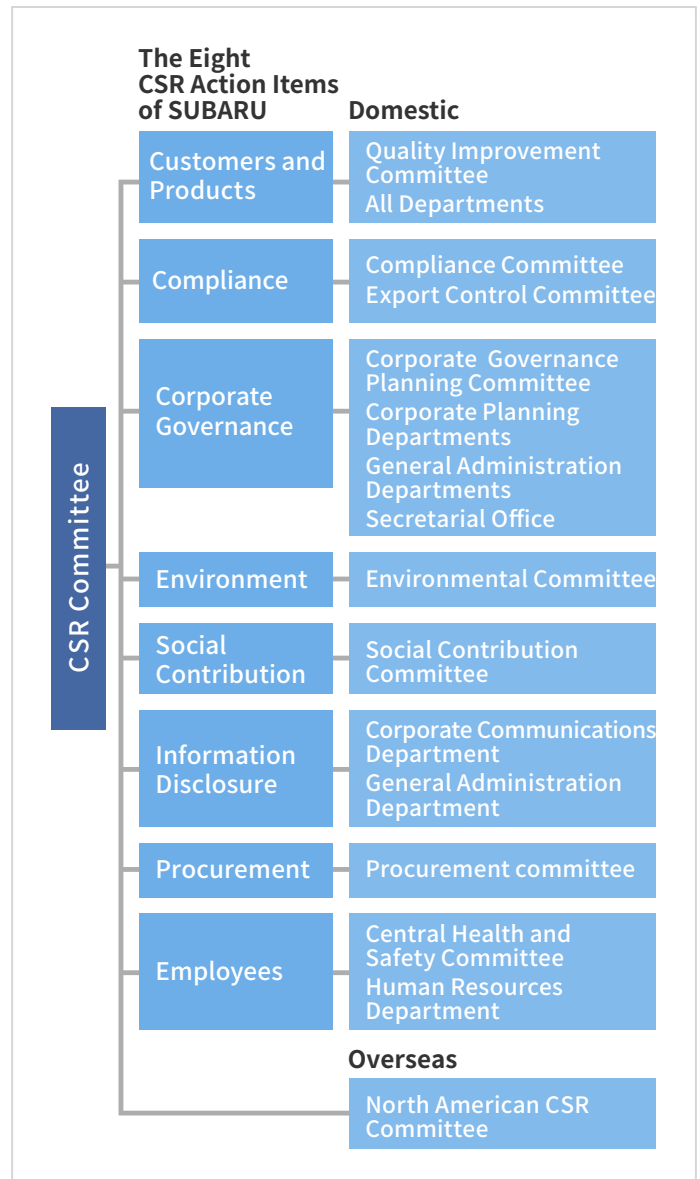 The Eight
CSR Action Items
of SUBARU
Domestic
CSR Committee
Customers and
Products
Quality Improvement
Committee
All Departments
Compliance
Compliance Committee
Export Control Committee
Corporate
Governance
Corporate Governance
Planning Committee
Corporate Planning
Departments
General Administration
Departments
Secretarial Office
Environment
Environmental Committee
Social
Contribution
Social Contribution
Committee
Information
Disclosure
Corporate Communications
Department
General Administration
Department
Procurement
Procurement committee
Employees
Central Health and
Safety Committee
Human Resources
Department
Overseas
North American CSR
Committee